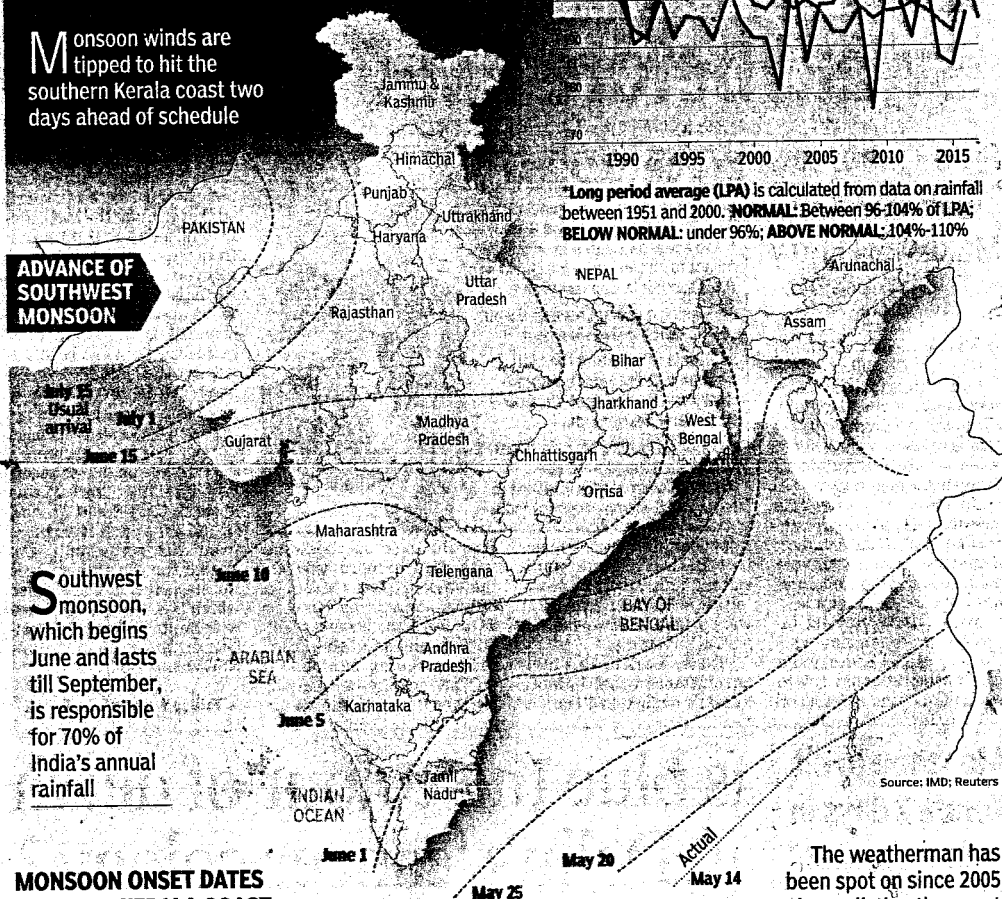 Monsoon winds are
tipped to hit the
southern Kerala coast two
days ahead of schedule
70
1990 1995 2000 2005 2010 2015
*Long period average (LPA) is calculated from data on rainfall
between 1951 and 2000. NORMAL: Between 96-104% of LPA;
BELOW NORMAL: under 96%; ABOVE NORMAL: 104%-110%
Jammu &
Kashmir
Himachal
Punjab
Uttrakhand
Haryana
PAKISTAN
ADVANCE OF
SOUTHWEST
MONSOON
NEPAL
Arunachal
Uttar
Pradesh
Rajasthan
Assam
Bihar
July 15
Usual
arrival
July 1
June 15
Jharkhand
Gujarat
Madhya
Pradesh
West
Bengal
Chhattisgarh
Orrisa
Maharashtra
June 10
Telengana
Southwest
monsoon,
which begins
June and lasts
till September,
is responsible
for 70% of
India's annual
rainfall
BAY OF
BENGAL
ARABIAN
SEA
Andhra
Pradesh
Karnataka
June 5
Tamil
Nadu
INDIAN
OCEAN
Source: IMD; Reuters
June 1
May 20
Actual
May 14
May 25
MONSOON ONSET DATES
The weatherman has
been spot on since 2005